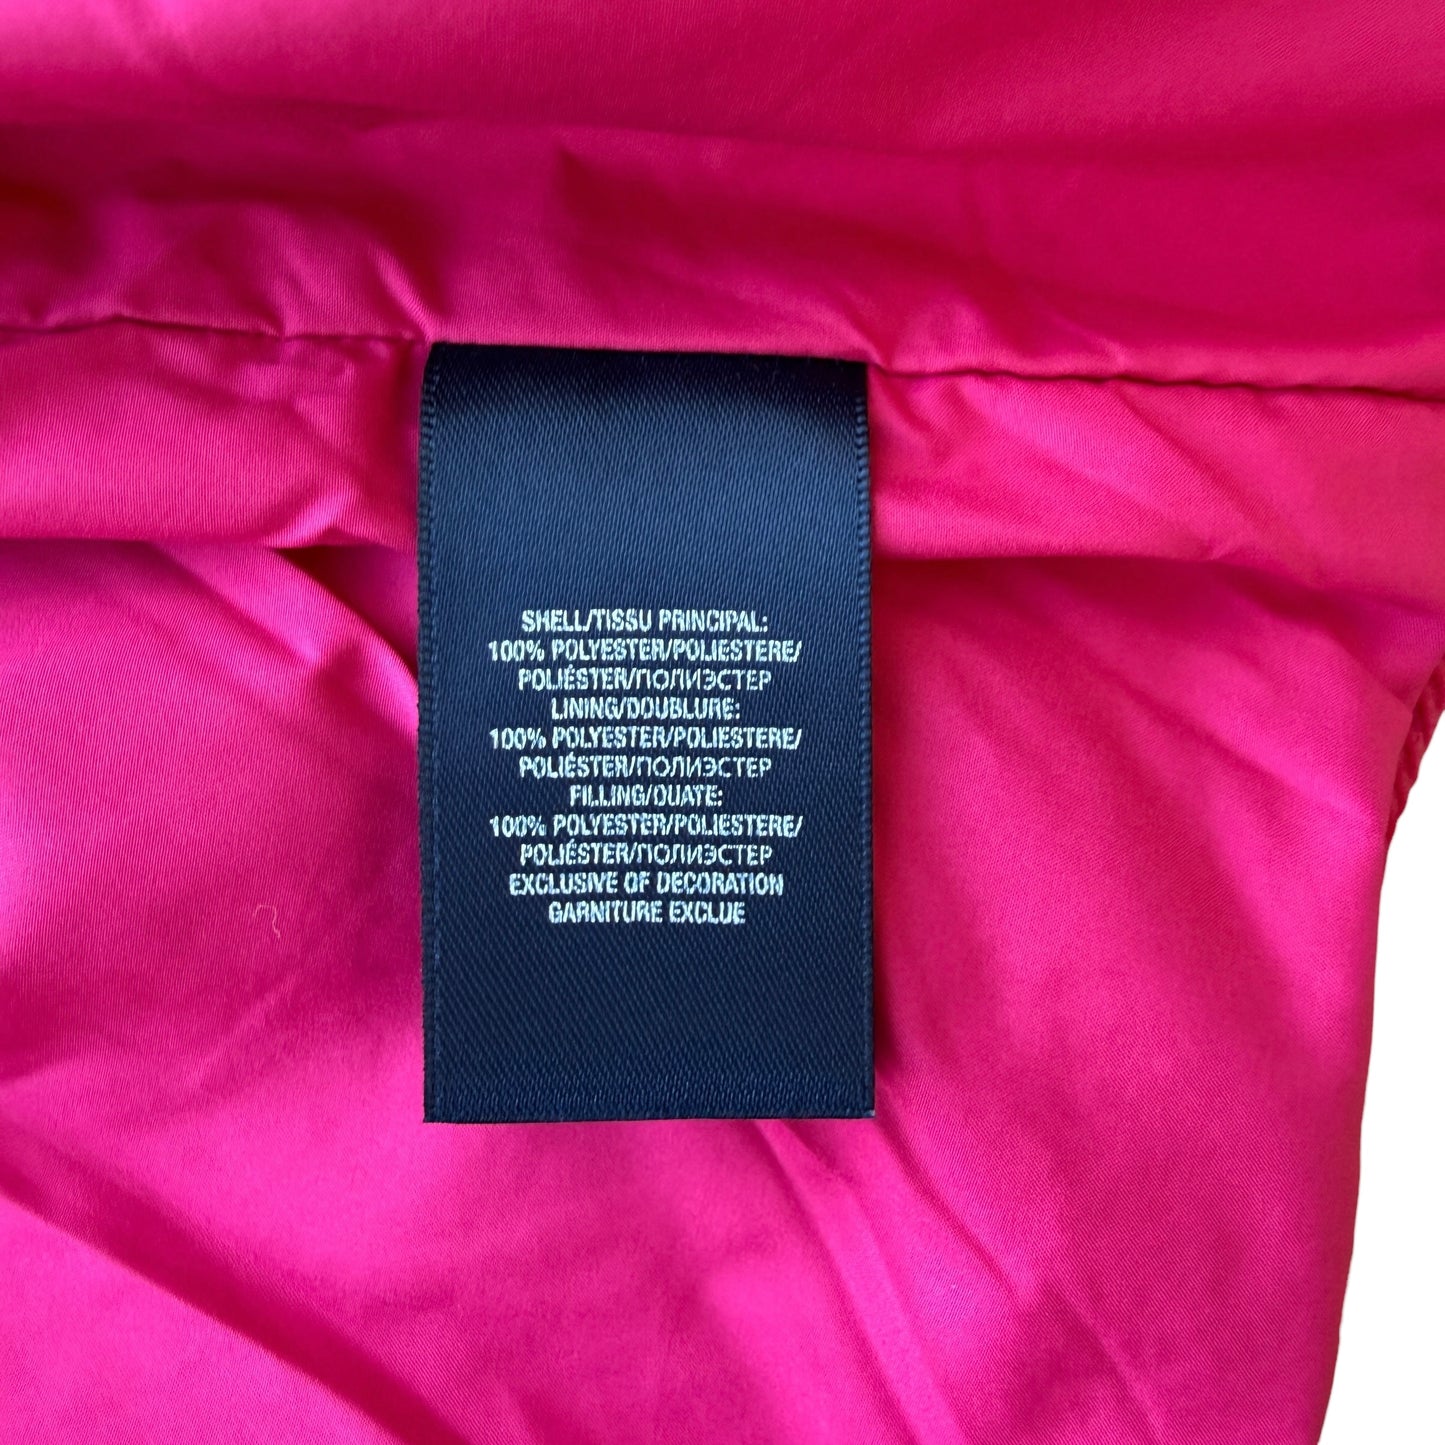 SHELL/TISSU PRINCIPAL:
100% POLYESTER/POLIESTERE/
POLIÉSTER/ПОЛИЭСТЕР
LINING/DOUBLURE:
100% POLYESTER/POLIESTERE/
POLIÉSTER/ПОЛИЭСТЕР
FILLING/OUATE:
100% POLYESTER/POLIESTERE/
POLIÉSTER/ПОЛИЭСТЕР
EXCLUSIVE OF DECORATION
GARNITURE EXCLUE